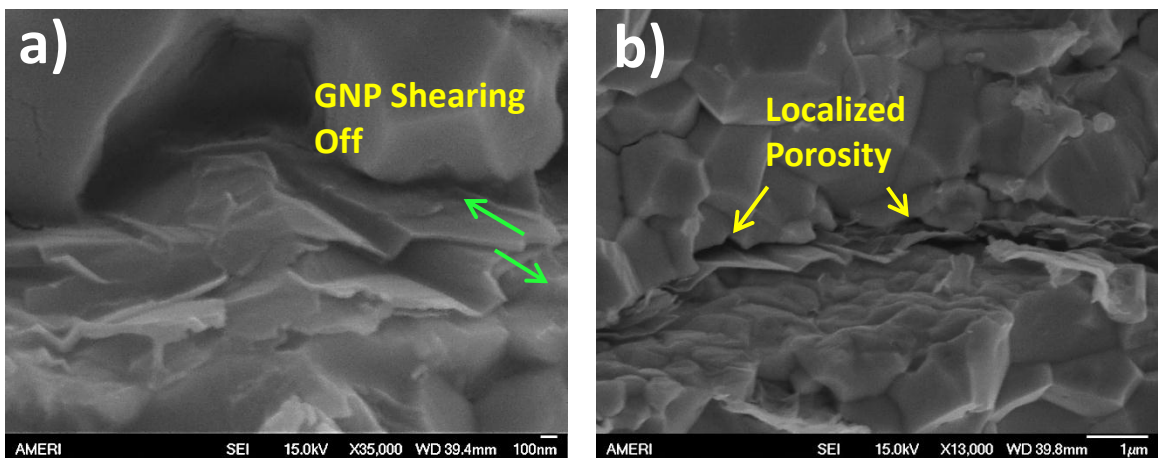 a)
GNP Shearing
Off
AMERI SEI 15.0kV X35,000 WD 39.4mm 100nm
b)
Localized
Porosity
AMERI SEI 15.0kV X13,000 WD 39.8mm 1µm